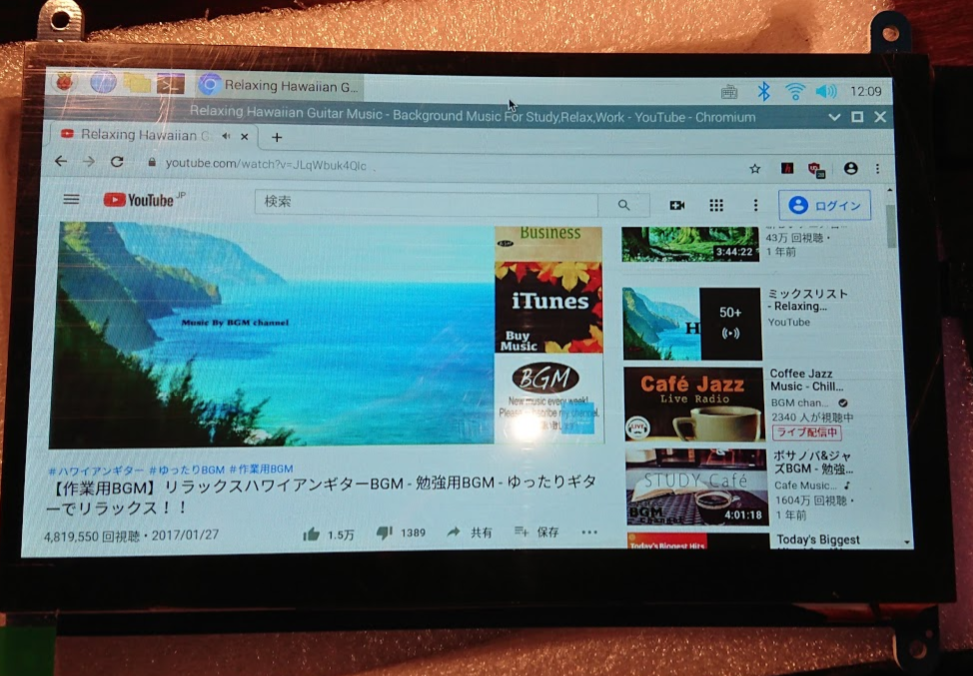 Relaxing Hawaiian G...
12:09
Relaxing Hawaiian Guitar Music - Background Music For Study,Relax,Work - YouTube - Chromium
Relaxing Hawaiian G
youtube.com/watch?v=JLqWbuk4Qlc
YouTube JP
検索
ログイン
Music By BGM channel
Business
iTunes
Buy
Music
BGM
New music every week!
3:44:22
43万 回視聴・
1 年前
50+
ミックスリスト
- Relaxing...
YouTube
Café Jazz
Live Radio
LIVE
Coffee Jazz
Music - Chill...
BGM chan...
2340 人が視聴中
ライブ配信中
STUDY Café
BGM
4:01:18
ボサノバ&ジャ
ズBGM - 勉強...
Cafe Music...
1604万 回視聴・
1 年前
Today's Biggest Hits
Today's Biggest
#ハワイアンギター #ゆったりBGM #作業用BGM
【作業用BGM】リラックスハワイアンギターBGM - 勉強用BGM - ゆったりギタ
ーでリラックス！！
4,819,550 回視聴・2017/01/27
1.5万
1389
共有
保存